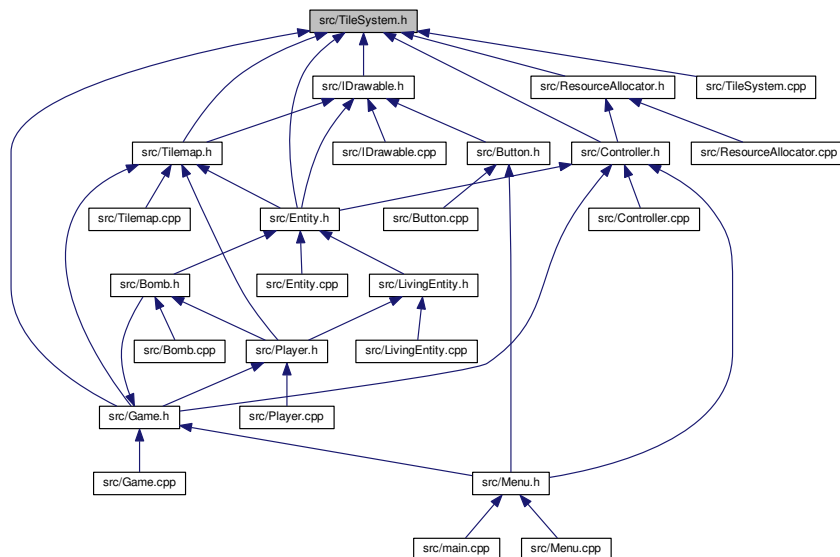 src/TileSystem.h
src/IDrawable.h
src/ResourceAllocator.h
src/TileSystem.cpp
src/Tilemap.h
src/IDrawable.cpp
src/Button.h
src/Controller.h
src/ResourceAllocator.cpp
src/Tilemap.cpp
src/Entity.h
src/Button.cpp
src/Controller.cpp
src/Bomb.h
src/Entity.cpp
src/LivingEntity.h
src/Bomb.cpp
src/Player.h
src/LivingEntity.cpp
src/Game.h
src/Player.cpp
src/Game.cpp
src/Menu.h
src/main.cpp
src/Menu.cpp